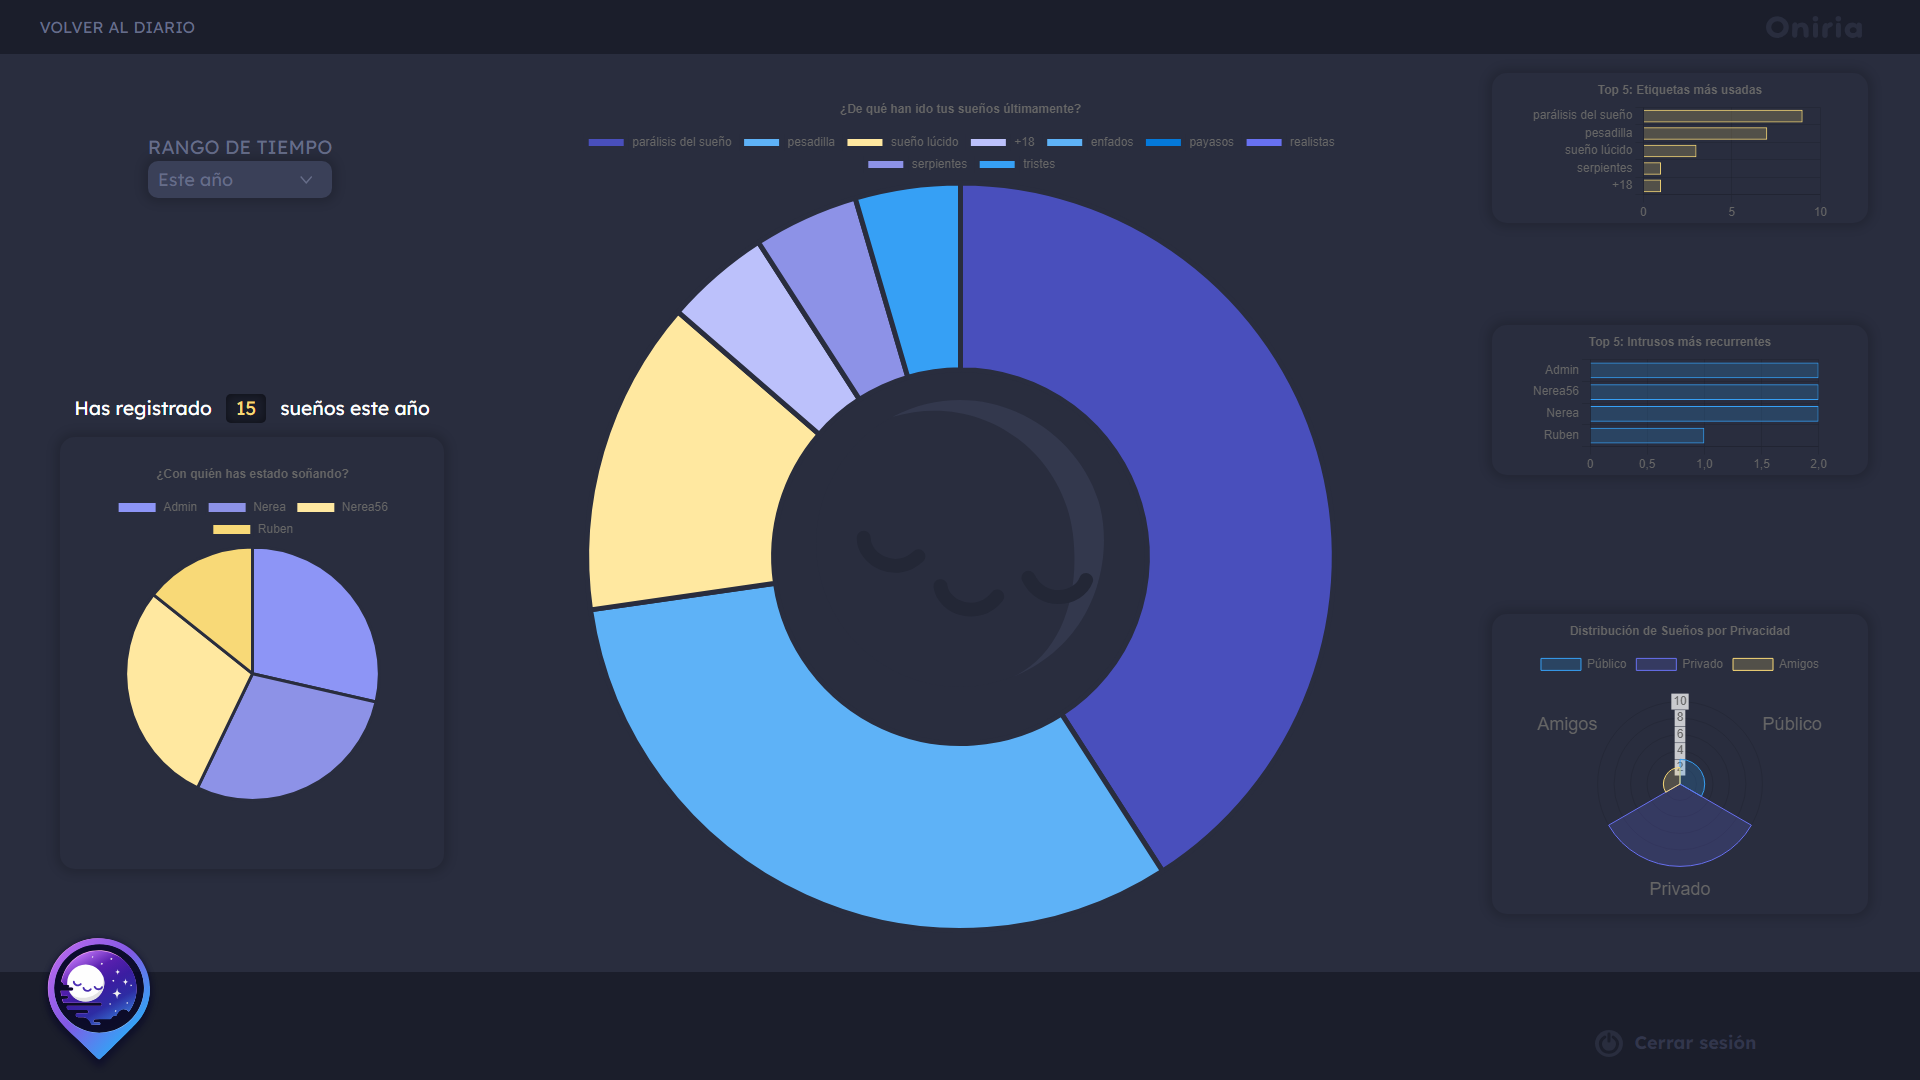 VOLVER AL DIARIO
Oniria
RANGO DE TIEMPO
Este año
Has registrado 15 sueños este año
¿Con quién has estado soñando?
Admin Nerea Nerea56
Ruben
¿De qué han ido tus sueños últimamente?
parálisis del sueño pesadilla sueño lúcido +18 enfados payasos realistas
serpientes tristes
Top 5: Etiquetas más usadas
parálisis del sueño
pesadilla
sueño lúcido
serpientes
+18
0 5 10
Top 5: Intrusos más recurrentes
Admin
Nerea56
Nerea
Ruben
0 0,5 1,0 1,5 2,0
Distribución de Sueños por Privacidad
Público Privado Amigos
10
8
6
4
2
Amigos Público
Privado
Cerrar sesión